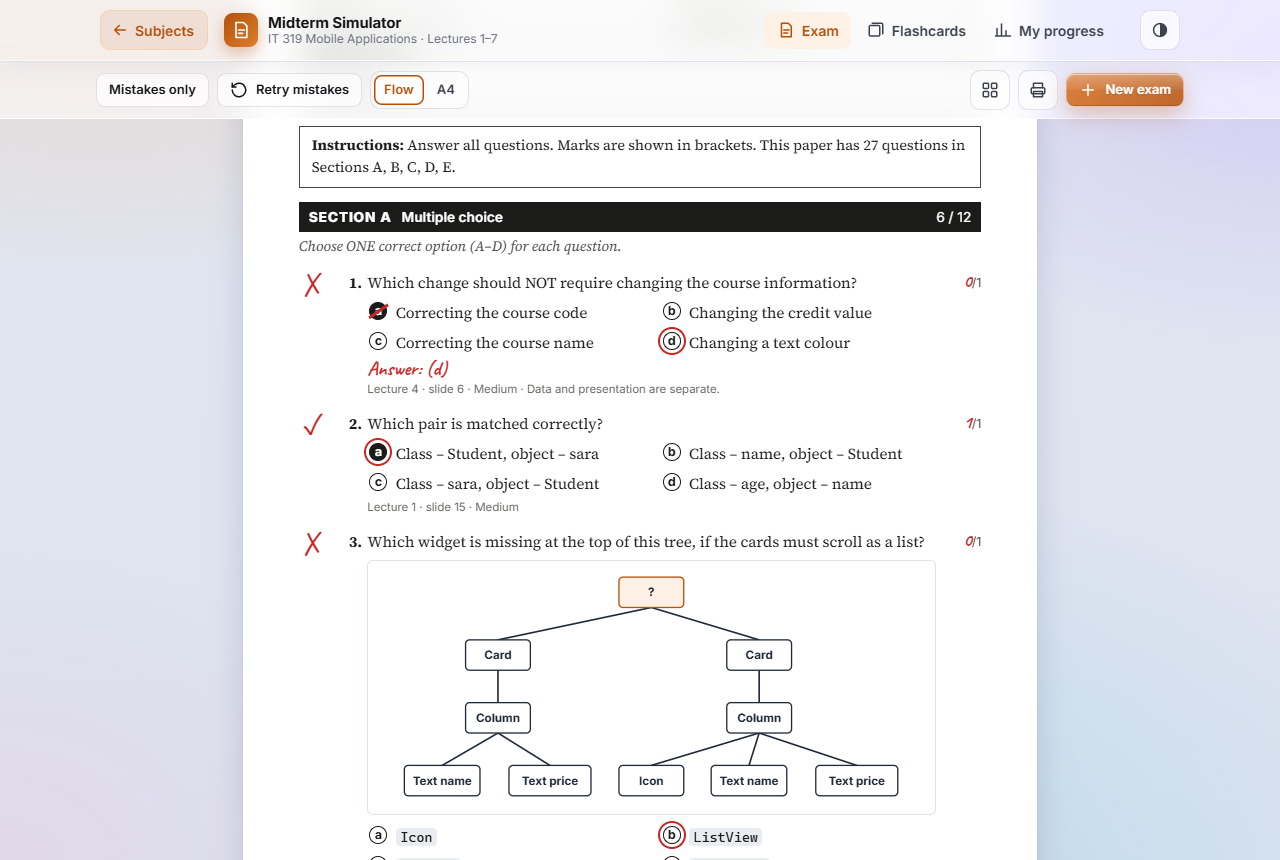 Subjects
Midterm Simulator
IT 319 Mobile Applications · Lectures 1–7
Exam
Flashcards
My progress
Mistakes only
Retry mistakes
Flow
A4
New exam
Instructions: Answer all questions. Marks are shown in brackets. This paper has 27 questions in
Sections A, B, C, D, E.
SECTION A Multiple choice 6 / 12
Choose ONE correct option (A–D) for each question.
1. Which change should NOT require changing the course information? 0/1
a Correcting the course code
b Changing the credit value
c Correcting the course name
d Changing a text colour
Answer: (d)
Lecture 4 · slide 6 · Medium · Data and presentation are separate.
2. Which pair is matched correctly? 1/1
a Class – Student, object – sara
b Class – name, object – Student
c Class – sara, object – Student
d Class – age, object – name
Lecture 1 · slide 15 · Medium
3. Which widget is missing at the top of this tree, if the cards must scroll as a list? 0/1
?
Card Card
Column Column
Text name Text price Icon Text name Text price
a Icon
b ListView